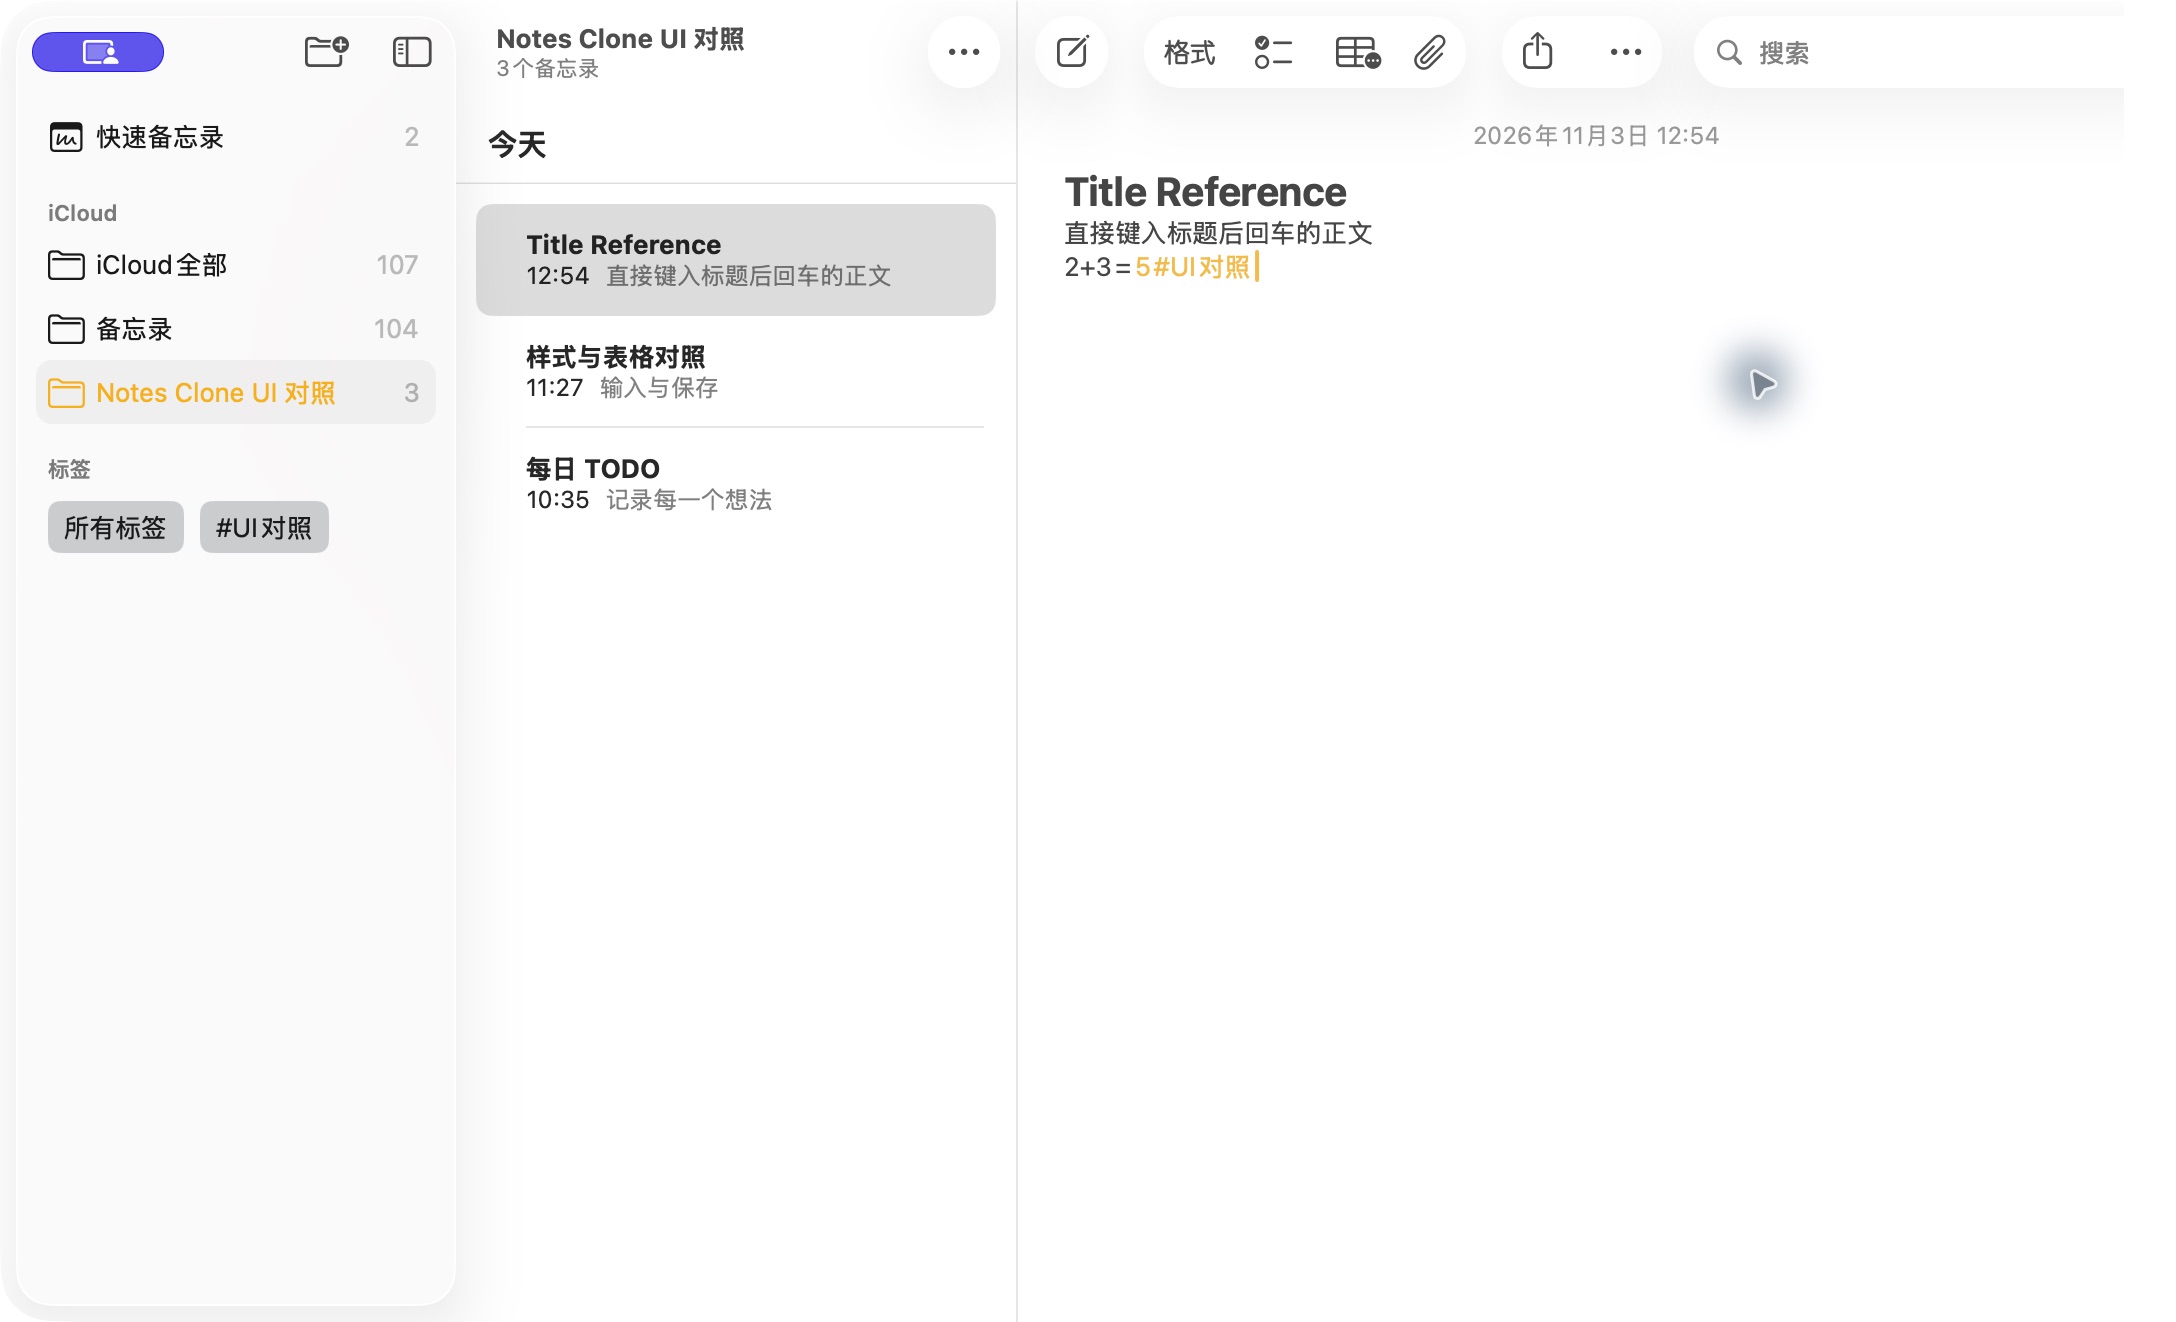 快速备忘录 2
iCloud
iCloud全部 107
备忘录 104
Notes Clone UI 对照 3
标签
所有标签 #UI对照
Notes Clone UI 对照
3个备忘录
今天
Title Reference
12:54 直接键入标题后回车的正文
样式与表格对照
11:27 输入与保存
每日 TODO
10:35 记录每一个想法
格式 搜索
2026年11月3日 12:54
Title Reference
直接键入标题后回车的正文
2+3=5#UI对照